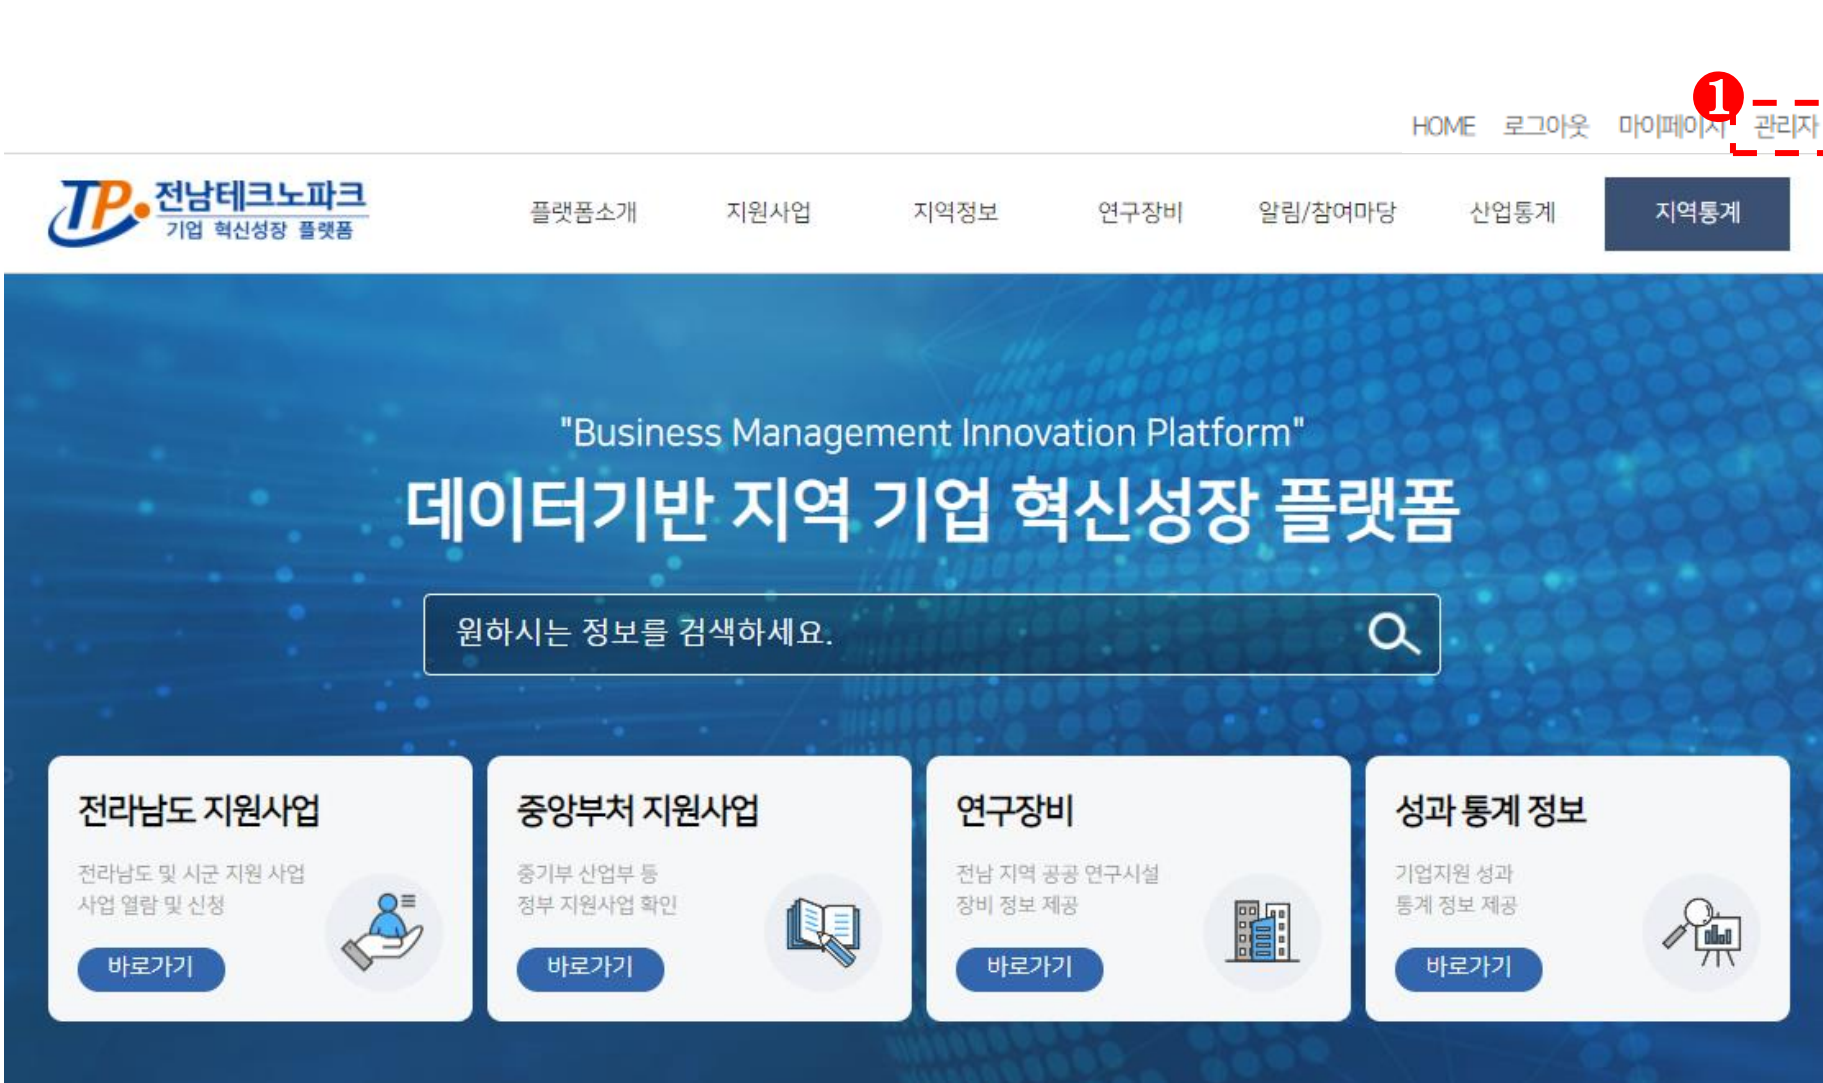 1
HOME 로그아웃 마이페이지 관리자
TP 전남테크노파크
기업 혁신성장 플랫폼
플랫폼소개 지원사업 지역정보 연구장비 알림/참여마당 산업통계 지역통계
"Business Management Innovation Platform"
데이터기반 지역 기업 혁신성장 플랫폼
원하시는 정보를 검색하세요.
전라남도 지원사업
전라남도 및 시군 지원 사업
사업 열람 및 신청
바로가기
중앙부처 지원사업
중기부 산업부 등
정부 지원사업 확인
바로가기
연구장비
전남 지역 공공 연구시설
장비 정보 제공
바로가기
성과 통계 정보
기업지원 성과
통계 정보 제공
바로가기